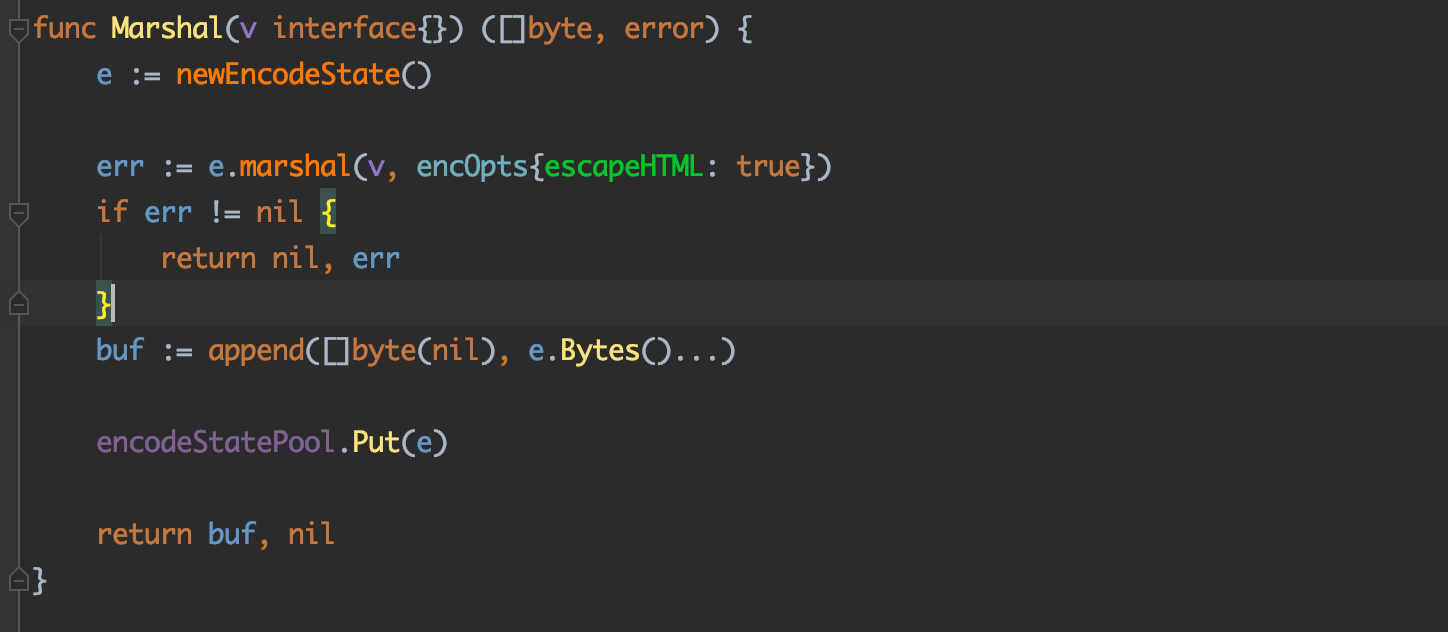 func Marshal(v interface{}) ([]byte, error) {
    e := newEncodeState()

    err := e.marshal(v, encOpts{escapeHTML: true})
    if err != nil {
        return nil, err
    }
    buf := append([]byte(nil), e.Bytes()...)

    encodeStatePool.Put(e)

    return buf, nil
}